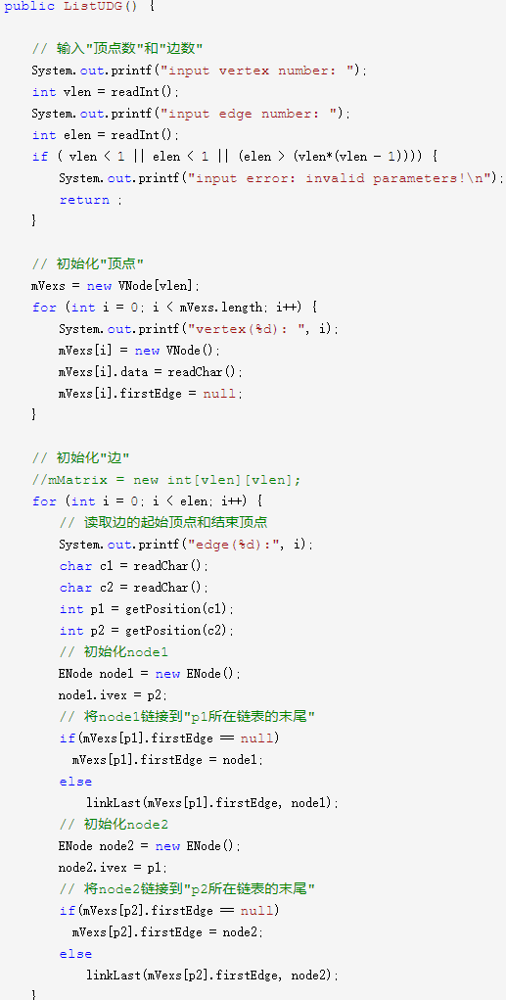 public ListUDG() {

    // 输入"顶点数"和"边数"
    System.out.printf("input vertex number: ");
    int vlen = readInt();
    System.out.printf("input edge number: ");
    int elen = readInt();
    if ( vlen < 1 || elen < 1 || (elen > (vlen*(vlen - 1)))) {
        System.out.printf("input error: invalid parameters!\n");
        return ;
    }

    // 初始化"顶点"
    mVexs = new VNode[vlen];
    for (int i = 0; i < mVexs.length; i++) {
        System.out.printf("vertex(%d): ", i);
        mVexs[i] = new VNode();
        mVexs[i].data = readChar();
        mVexs[i].firstEdge = null;
    }

    // 初始化"边"
    //mMatrix = new int[vlen][vlen];
    for (int i = 0; i < elen; i++) {
        // 读取边的起始顶点和结束顶点
        System.out.printf("edge(%d):", i);
        char c1 = readChar();
        char c2 = readChar();
        int p1 = getPosition(c1);
        int p2 = getPosition(c2);
        // 初始化node1
        ENode node1 = new ENode();
        node1.ivex = p2;
        // 将node1链接到"p1所在链表的末尾"
        if(mVexs[p1].firstEdge == null)
          mVexs[p1].firstEdge = node1;
        else
            linkLast(mVexs[p1].firstEdge, node1);
        // 初始化node2
        ENode node2 = new ENode();
        node2.ivex = p1;
        // 将node2链接到"p2所在链表的末尾"
        if(mVexs[p2].firstEdge == null)
          mVexs[p2].firstEdge = node2;
        else
            linkLast(mVexs[p2].firstEdge, node2);
    }